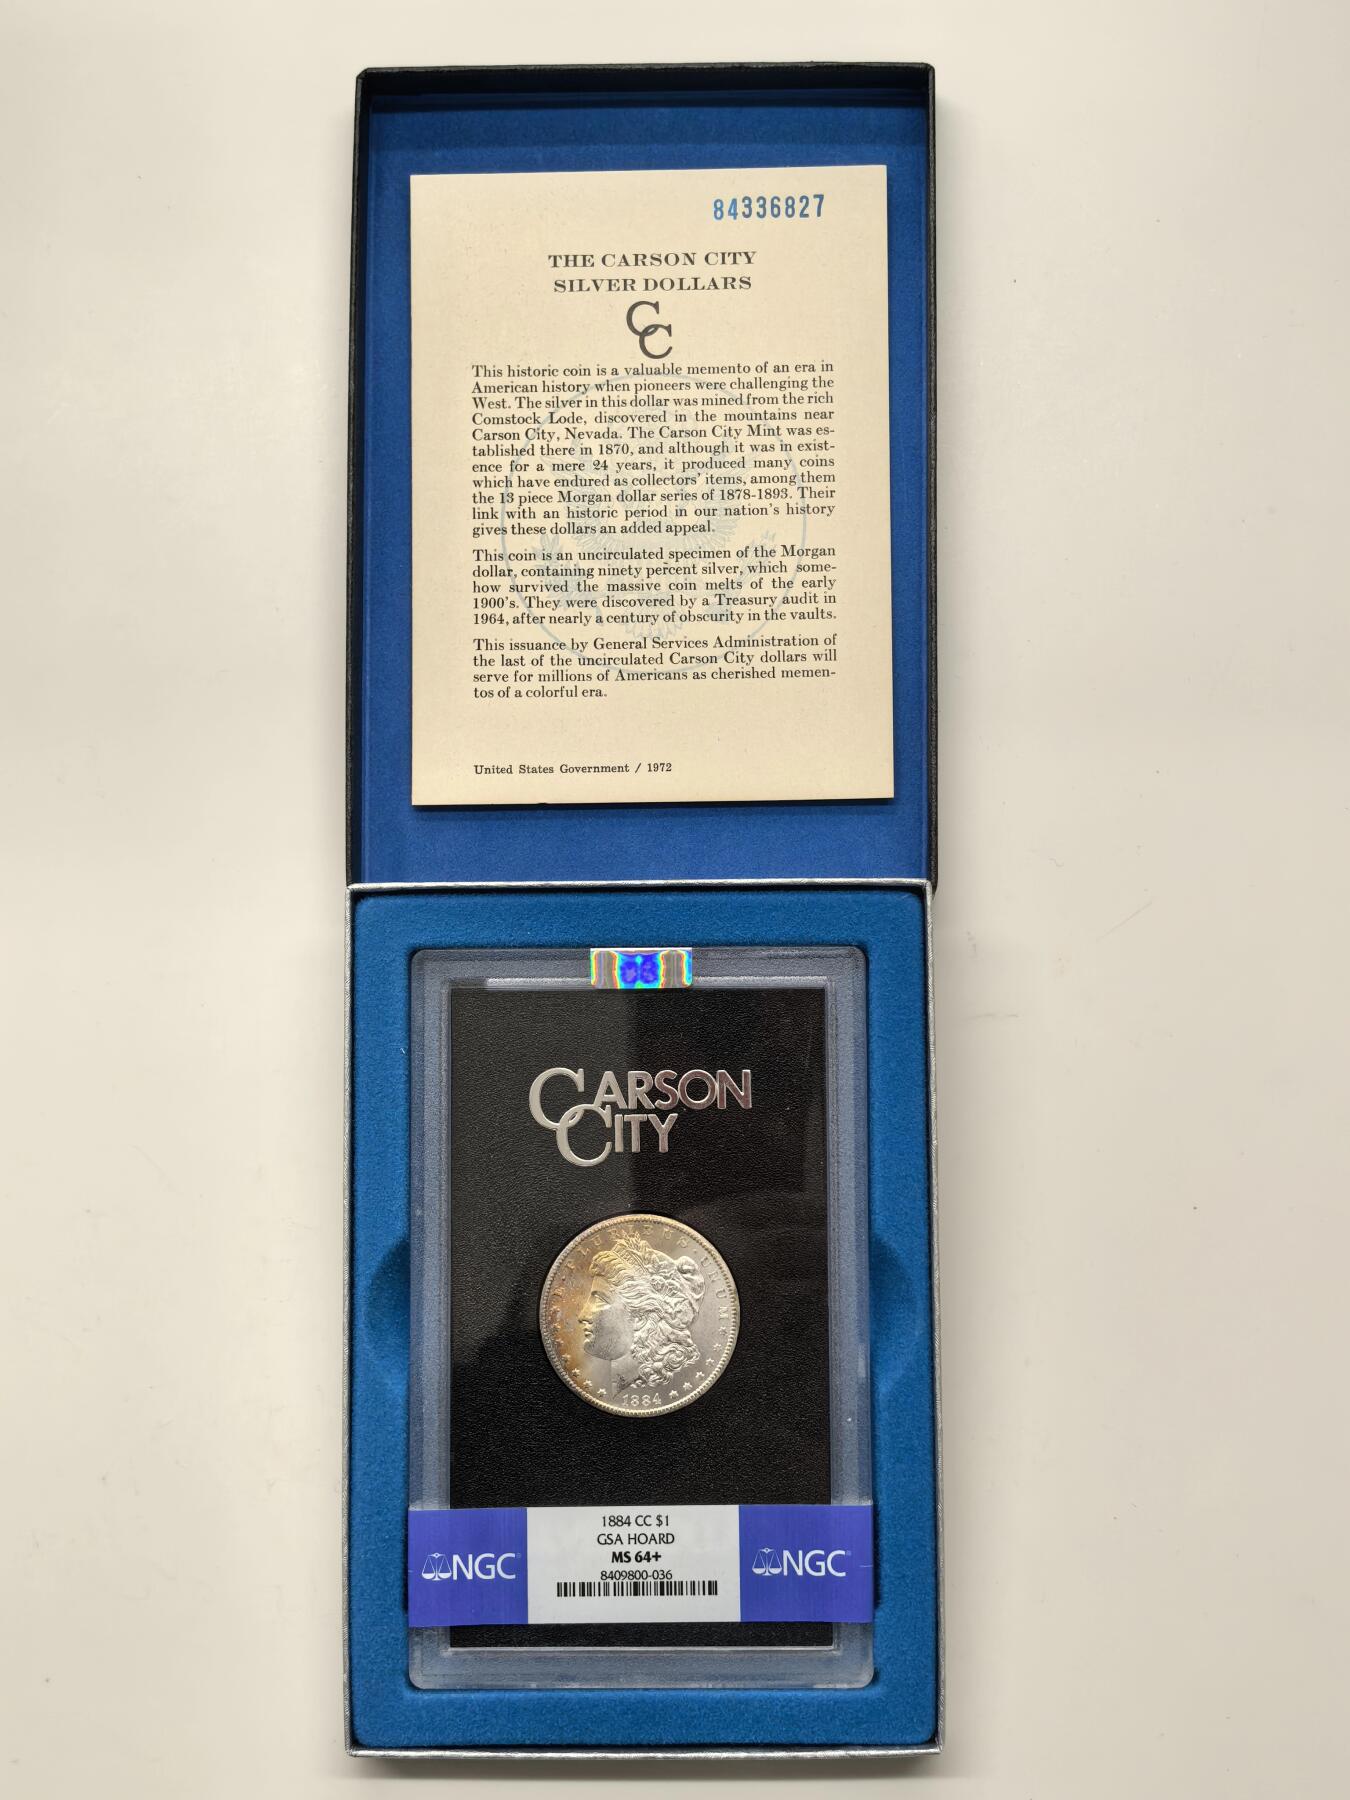 84336827
THE CARSON CITY
SILVER DOLLARS
CC
This historic coin is a valuable memento of an era in
American history when pioneers were challenging the
West. The silver in this dollar was mined from the rich
Comstock Lode, discovered in the mountains near
Carson City, Nevada. The Carson City Mint was es-
tablished there in 1870, and although it was in exist-
ence for a mere 24 years, it produced many coins
which have endured as collectors' items, among them
the 13 piece Morgan dollar series of 1878-1893. Their
link with an historic period in our nation's history
gives these dollars an added appeal.
This coin is an uncirculated specimen of the Morgan
dollar, containing ninety percent silver, which some-
how survived the massive coin melts of the early
1900's. They were discovered by a Treasury audit in
1964, after nearly a century of obscurity in the vaults.
This issuance by General Services Administration of
the last of the uncirculated Carson City dollars will
serve for millions of Americans as cherished memen-
tos of a colorful era.
United States Government / 1972
CARSON
CITY
E·PLURIBUS·UNUM
1884
NGC
1884 CC $1
GSA HOARD
MS 64+
8409800-036
NGC